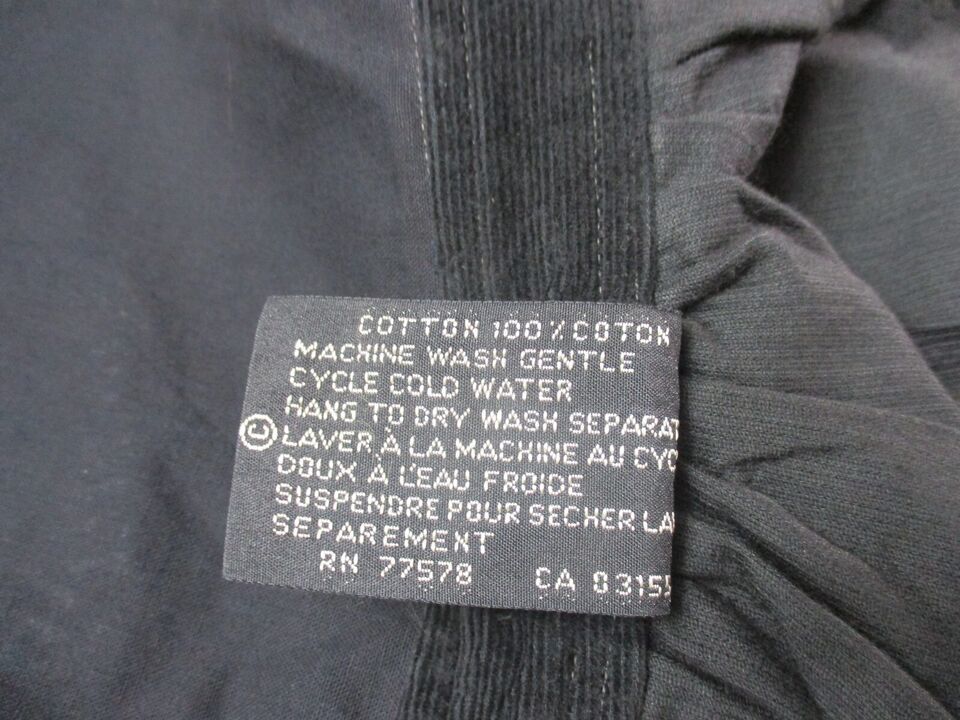 COTTON 100% COTON
MACHINE WASH GENTLE
CYCLE COLD WATER
HANG TO DRY WASH SEPARAT
© LAVER À LA MACHINE AU CYC
DOUX À L'EAU FROIDE
SUSPENDRE POUR SECHER LA
SEPAREMENT
RN 77578 CA 03155